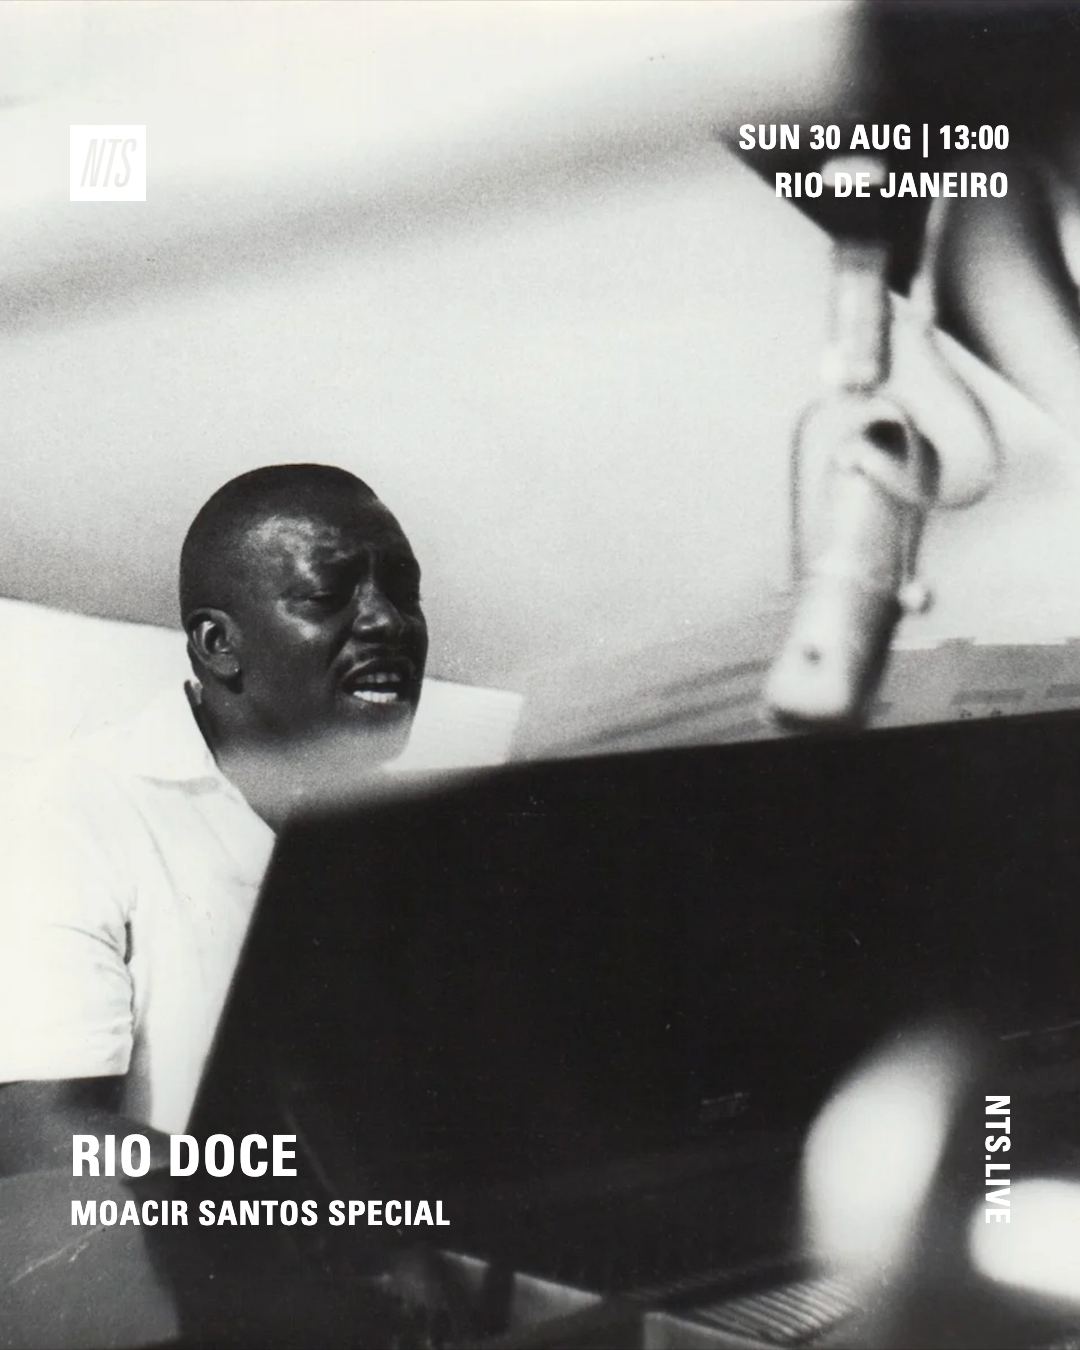 NTS
SUN 30 AUG | 13:00
RIO DE JANEIRO
RIO DOCE
MOACIR SANTOS SPECIAL
NTS.LIVE